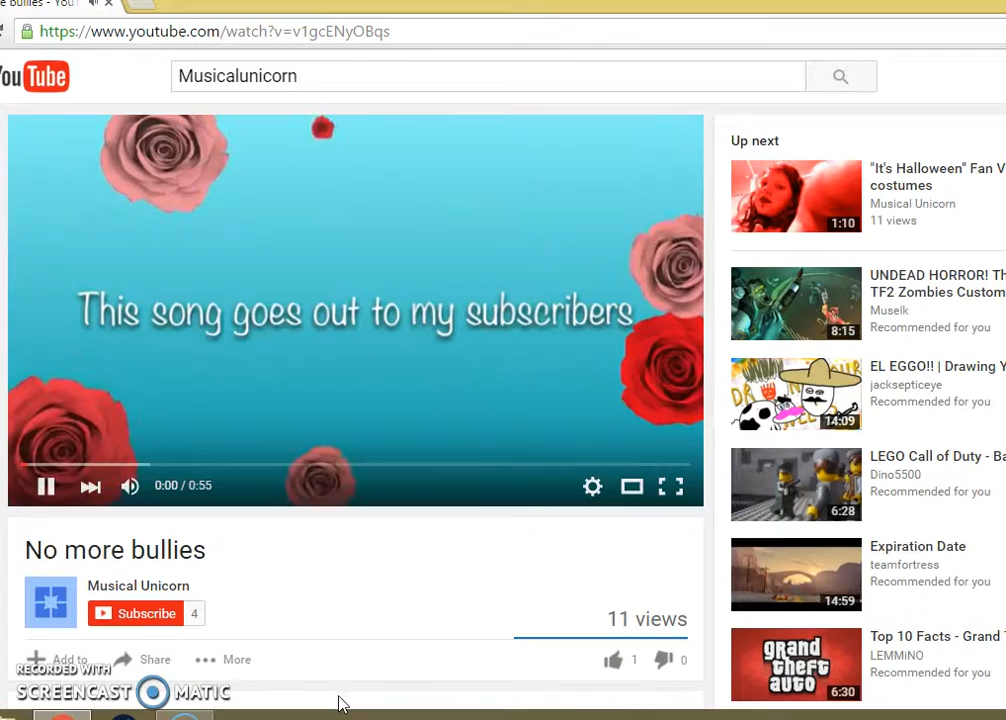 e bullies - You
https://www.youtube.com/watch?v=v1gcENyOBqs
You Tube
Musicalunicorn
This song goes out to my subscribers
0:00 / 0:55
No more bullies
Musical Unicorn
Subscribe 4
11 views
Add to Share More 1 0
RECORDED WITH
SCREENCAST MATIC
Up next
"It's Halloween" Fan V
costumes
Musical Unicorn
11 views
1:10
UNDEAD HORROR! Th
TF2 Zombies Custom
Muselk
Recommended for you
8:15
EL EGGO!! | Drawing Y
jacksepticeye
Recommended for you
14:09
LEGO Call of Duty - Ba
Dino5500
Recommended for you
6:28
Expiration Date
teamfortress
Recommended for you
14:59
Top 10 Facts - Grand T
LEMMiNO
Recommended for you
grand
theft
auto
6:30